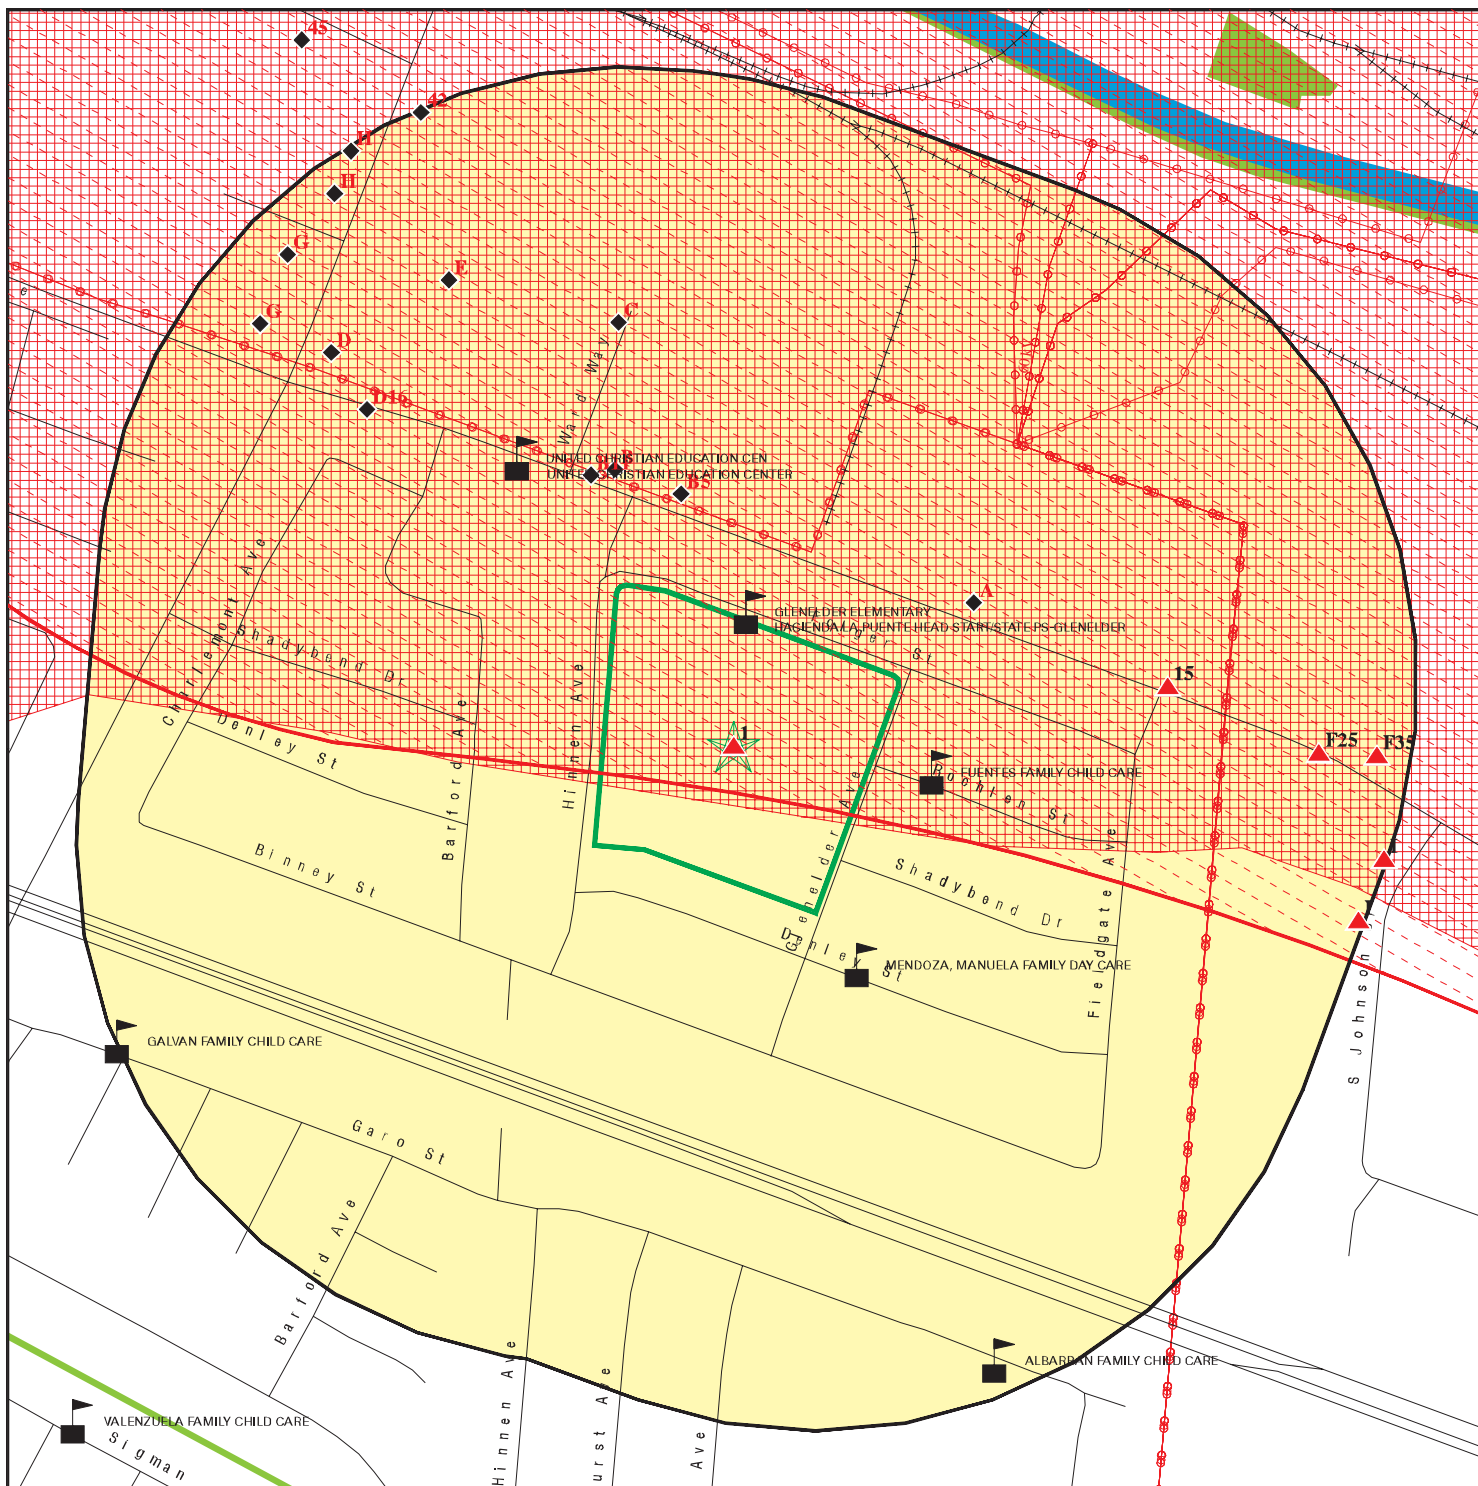 45
42
H
H
G
E
G
C
D
D16
Ward Way
UNITED CHRISTIAN EDUCATION CEN
UNITED CHRISTIAN EDUCATION CENTER
B
B5
A
GLENELDER ELEMENTARY
HACIENDA/LA PUENTE HEAD START/STATE PS-GLENELDER
St
Charlemont Ave
Shadybend Dr
Denley St
Barford Ave
Hinnen Ave
1
15
F25
F35
FUENTES FAMILY CHILD CARE
St
Glenelder Ave
Shadybend Dr
Fieldgate Ave
I
I
Binney St
Denley St
MENDOZA, MANUELA FAMILY DAY CARE
S Johnson
GALVAN FAMILY CHILD CARE
Garo St
Barford Ave
Hinnen Ave
urst Ave
Ave
ALBARRAN FAMILY CHILD CARE
VALENZUELA FAMILY CHILD CARE
Sigman